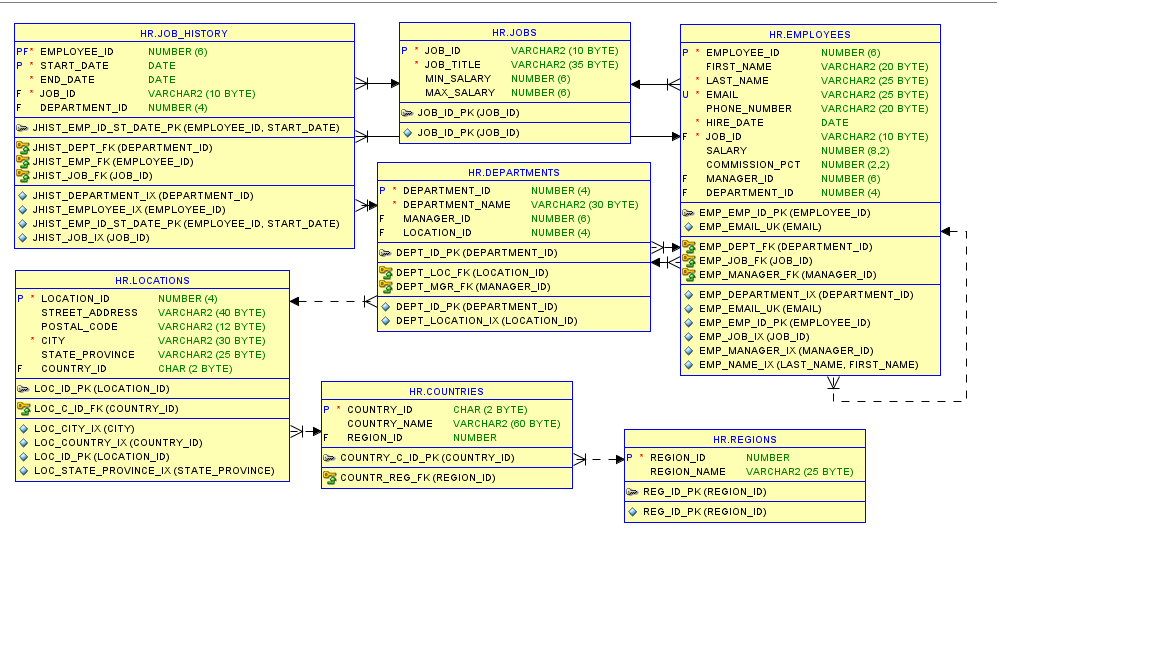 HR.JOB_HISTORY
PF* EMPLOYEE_ID NUMBER (6)
P * START_DATE DATE
* END_DATE DATE
F * JOB_ID VARCHAR2 (10 BYTE)
F DEPARTMENT_ID NUMBER (4)
JHIST_EMP_ID_ST_DATE_PK (EMPLOYEE_ID, START_DATE)
JHIST_DEPT_FK (DEPARTMENT_ID)
JHIST_EMP_FK (EMPLOYEE_ID)
JHIST_JOB_FK (JOB_ID)
JHIST_DEPARTMENT_IX (DEPARTMENT_ID)
JHIST_EMPLOYEE_IX (EMPLOYEE_ID)
JHIST_EMP_ID_ST_DATE_PK (EMPLOYEE_ID, START_DATE)
JHIST_JOB_IX (JOB_ID)
HR.JOBS
P * JOB_ID VARCHAR2 (10 BYTE)
* JOB_TITLE VARCHAR2 (35 BYTE)
MIN_SALARY NUMBER (6)
MAX_SALARY NUMBER (6)
JOB_ID_PK (JOB_ID)
JOB_ID_PK (JOB_ID)
HR.EMPLOYEES
P * EMPLOYEE_ID NUMBER (6)
FIRST_NAME VARCHAR2 (20 BYTE)
* LAST_NAME VARCHAR2 (25 BYTE)
U * EMAIL VARCHAR2 (25 BYTE)
PHONE_NUMBER VARCHAR2 (20 BYTE)
* HIRE_DATE DATE
F * JOB_ID VARCHAR2 (10 BYTE)
SALARY NUMBER (8,2)
COMMISSION_PCT NUMBER (2,2)
F MANAGER_ID NUMBER (6)
F DEPARTMENT_ID NUMBER (4)
EMP_EMP_ID_PK (EMPLOYEE_ID)
EMP_EMAIL_UK (EMAIL)
EMP_DEPT_FK (DEPARTMENT_ID)
EMP_JOB_FK (JOB_ID)
EMP_MANAGER_FK (MANAGER_ID)
EMP_DEPARTMENT_IX (DEPARTMENT_ID)
EMP_EMAIL_UK (EMAIL)
EMP_EMP_ID_PK (EMPLOYEE_ID)
EMP_JOB_IX (JOB_ID)
EMP_MANAGER_IX (MANAGER_ID)
EMP_NAME_IX (LAST_NAME, FIRST_NAME)
HR.DEPARTMENTS
P * DEPARTMENT_ID NUMBER (4)
* DEPARTMENT_NAME VARCHAR2 (30 BYTE)
F MANAGER_ID NUMBER (6)
F LOCATION_ID NUMBER (4)
DEPT_ID_PK (DEPARTMENT_ID)
DEPT_LOC_FK (LOCATION_ID)
DEPT_MGR_FK (MANAGER_ID)
DEPT_ID_PK (DEPARTMENT_ID)
DEPT_LOCATION_IX (LOCATION_ID)
HR.LOCATIONS
P * LOCATION_ID NUMBER (4)
STREET_ADDRESS VARCHAR2 (40 BYTE)
POSTAL_CODE VARCHAR2 (12 BYTE)
* CITY VARCHAR2 (30 BYTE)
STATE_PROVINCE VARCHAR2 (25 BYTE)
F COUNTRY_ID CHAR (2 BYTE)
LOC_ID_PK (LOCATION_ID)
LOC_C_ID_FK (COUNTRY_ID)
LOC_CITY_IX (CITY)
LOC_COUNTRY_IX (COUNTRY_ID)
LOC_ID_PK (LOCATION_ID)
LOC_STATE_PROVINCE_IX (STATE_PROVINCE)
HR.COUNTRIES
P * COUNTRY_ID CHAR (2 BYTE)
COUNTRY_NAME VARCHAR2 (60 BYTE)
F REGION_ID NUMBER
COUNTRY_C_ID_PK (COUNTRY_ID)
COUNTR_REG_FK (REGION_ID)
HR.REGIONS
P * REGION_ID NUMBER
REGION_NAME VARCHAR2 (25 BYTE)
REG_ID_PK (REGION_ID)
REG_ID_PK (REGION_ID)